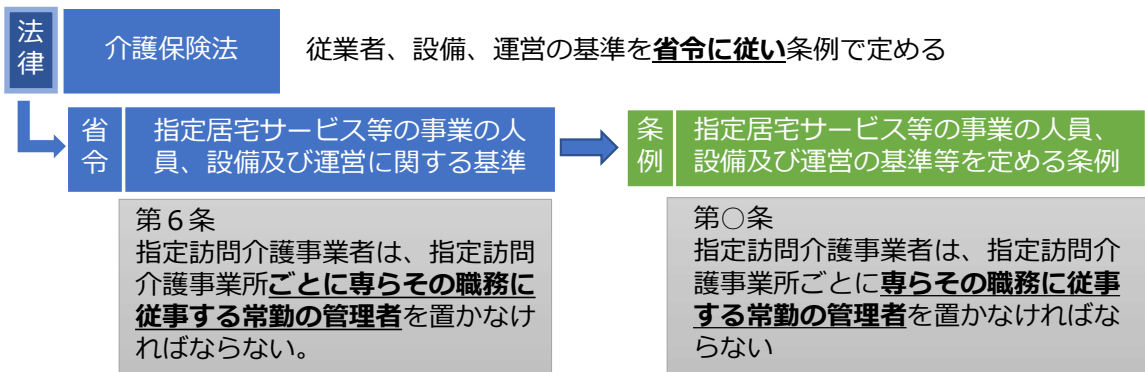 法律
介護保険法
従業者、設備、運営の基準を省令に従い条例で定める
省令
指定居宅サービス等の事業の人
員、設備及び運営に関する基準
条例
指定居宅サービス等の事業の人員、
設備及び運営の基準等を定める条例
第６条
指定訪問介護事業者は、指定訪問
介護事業所ごとに専らその職務に
従事する常勤の管理者を置かなけ
ればならない。
第○条
指定訪問介護事業者は、指定訪問介
護事業所ごとに専らその職務に従事
する常勤の管理者を置かなければな
らない